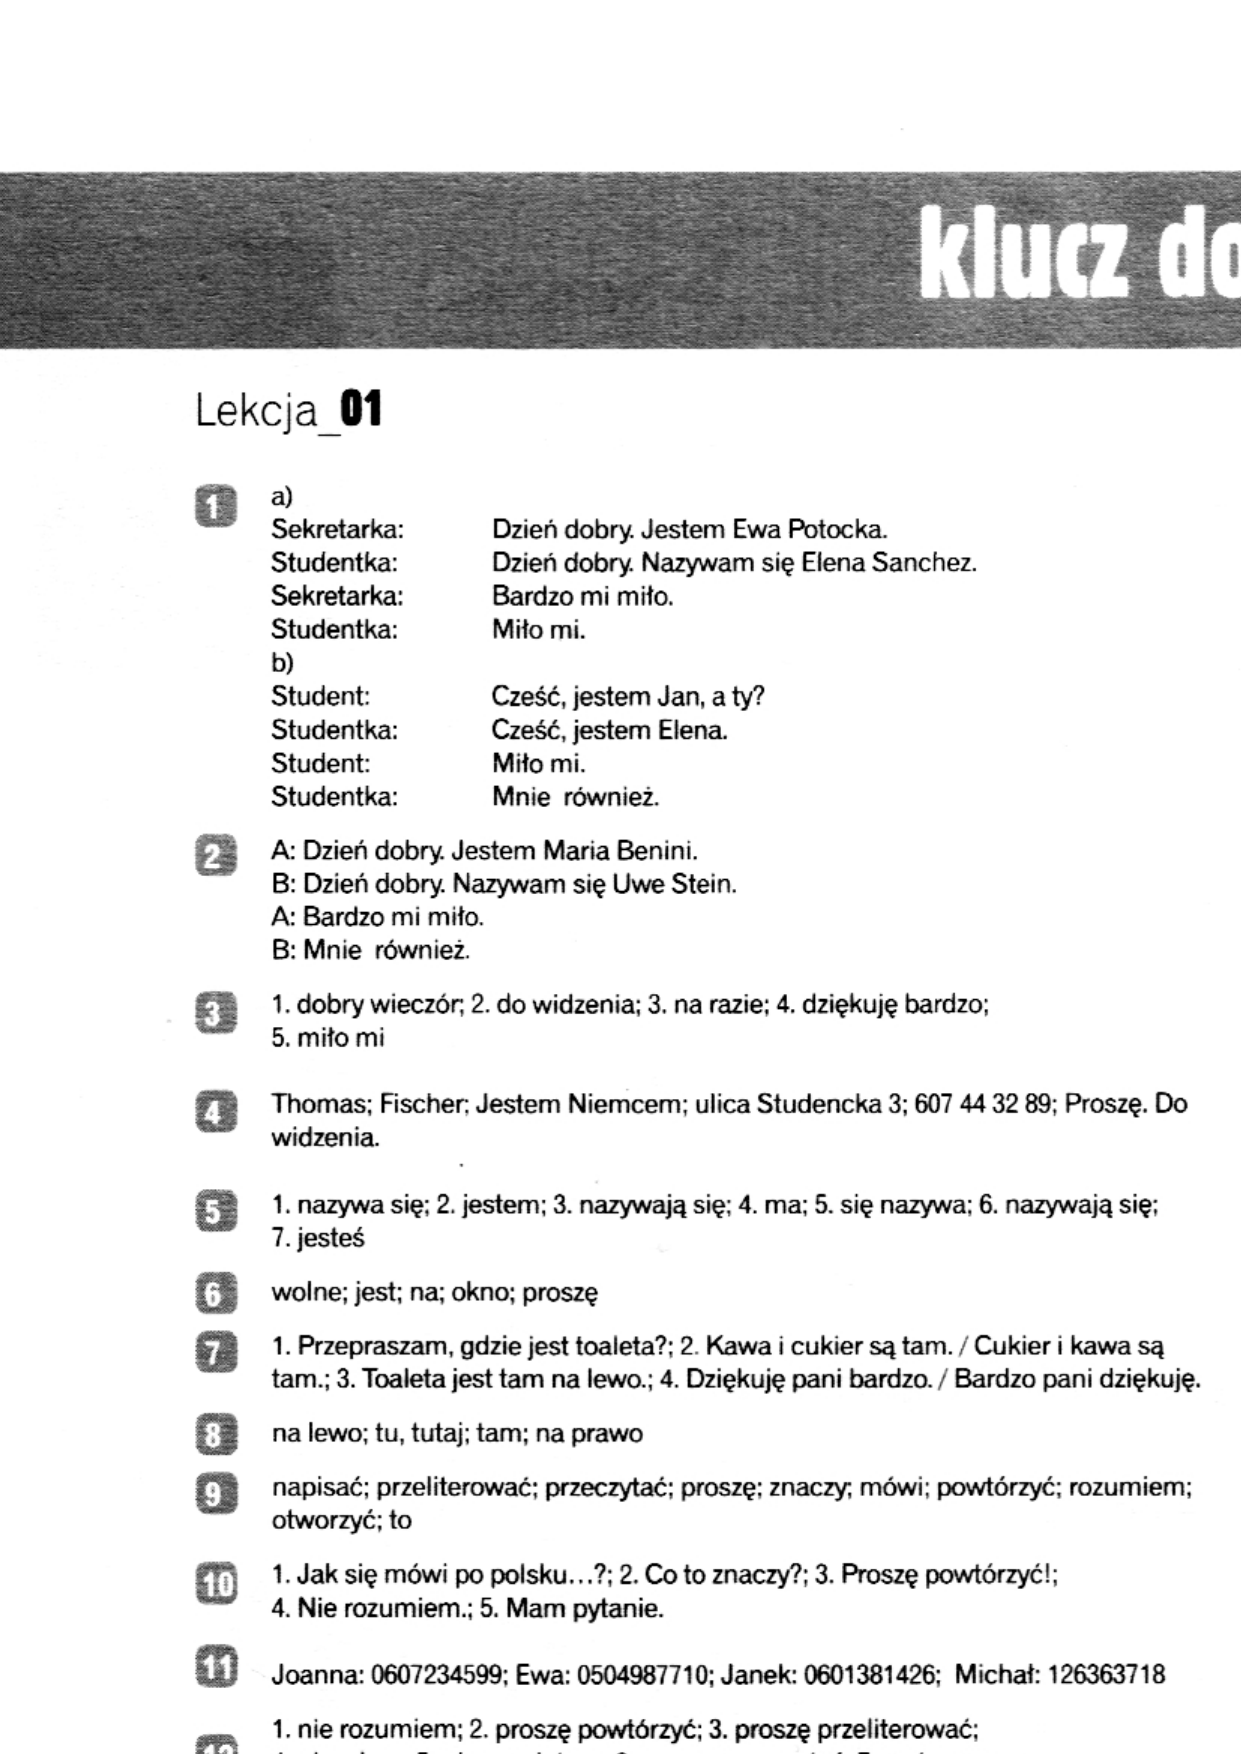 klucz do
Lekcja_01
1 a)
Sekretarka: Dzień dobry. Jestem Ewa Potocka.
Studentka: Dzień dobry. Nazywam się Elena Sanchez.
Sekretarka: Bardzo mi miło.
Studentka: Miło mi.
b)
Student: Cześć, jestem Jan, a ty?
Studentka: Cześć, jestem Elena.
Student: Miło mi.
Studentka: Mnie również.
2 A: Dzień dobry. Jestem Maria Benini.
B: Dzień dobry. Nazywam się Uwe Stein.
A: Bardzo mi miło.
B: Mnie również.
3 1. dobry wieczór; 2. do widzenia; 3. na razie; 4. dziękuję bardzo;
5. miło mi
4 Thomas; Fischer; Jestem Niemcem; ulica Studencka 3; 607 44 32 89; Proszę. Do
widzenia.
5 1. nazywa się; 2. jestem; 3. nazywają się; 4. ma; 5. się nazywa; 6. nazywają się;
7. jesteś
6 wolne; jest; na; okno; proszę
7 1. Przepraszam, gdzie jest toaleta?; 2. Kawa i cukier są tam. / Cukier i kawa są
tam.; 3. Toaleta jest tam na lewo.; 4. Dziękuję pani bardzo. / Bardzo pani dziękuję.
8 na lewo; tu, tutaj; tam; na prawo
9 napisać; przeliterować; przeczytać; proszę; znaczy; mówi; powtórzyć; rozumiem;
otworzyć; to
10 1. Jak się mówi po polsku...?; 2. Co to znaczy?; 3. Proszę powtórzyć!;
4. Nie rozumiem.; 5. Mam pytanie.
11 Joanna: 0607234599; Ewa: 0504987710; Janek: 0601381426; Michał: 126363718
12 1. nie rozumiem; 2. proszę powtórzyć; 3. proszę przeliterować;